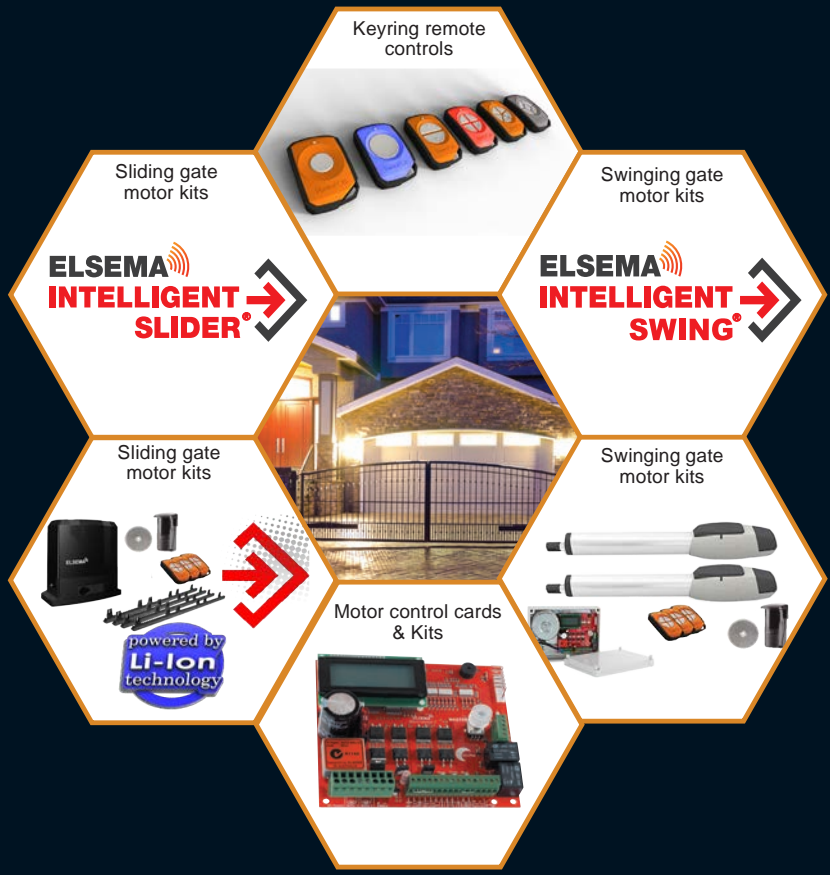 Keyring remote
controls
Sliding gate
motor kits
ELSEMA
INTELLIGENT
SLIDER®
Swinging gate
motor kits
ELSEMA
INTELLIGENT
SWING®
Sliding gate
motor kits
ELSEMA
powered by
Li-Ion
technology
Swinging gate
motor kits
Motor control cards
& Kits